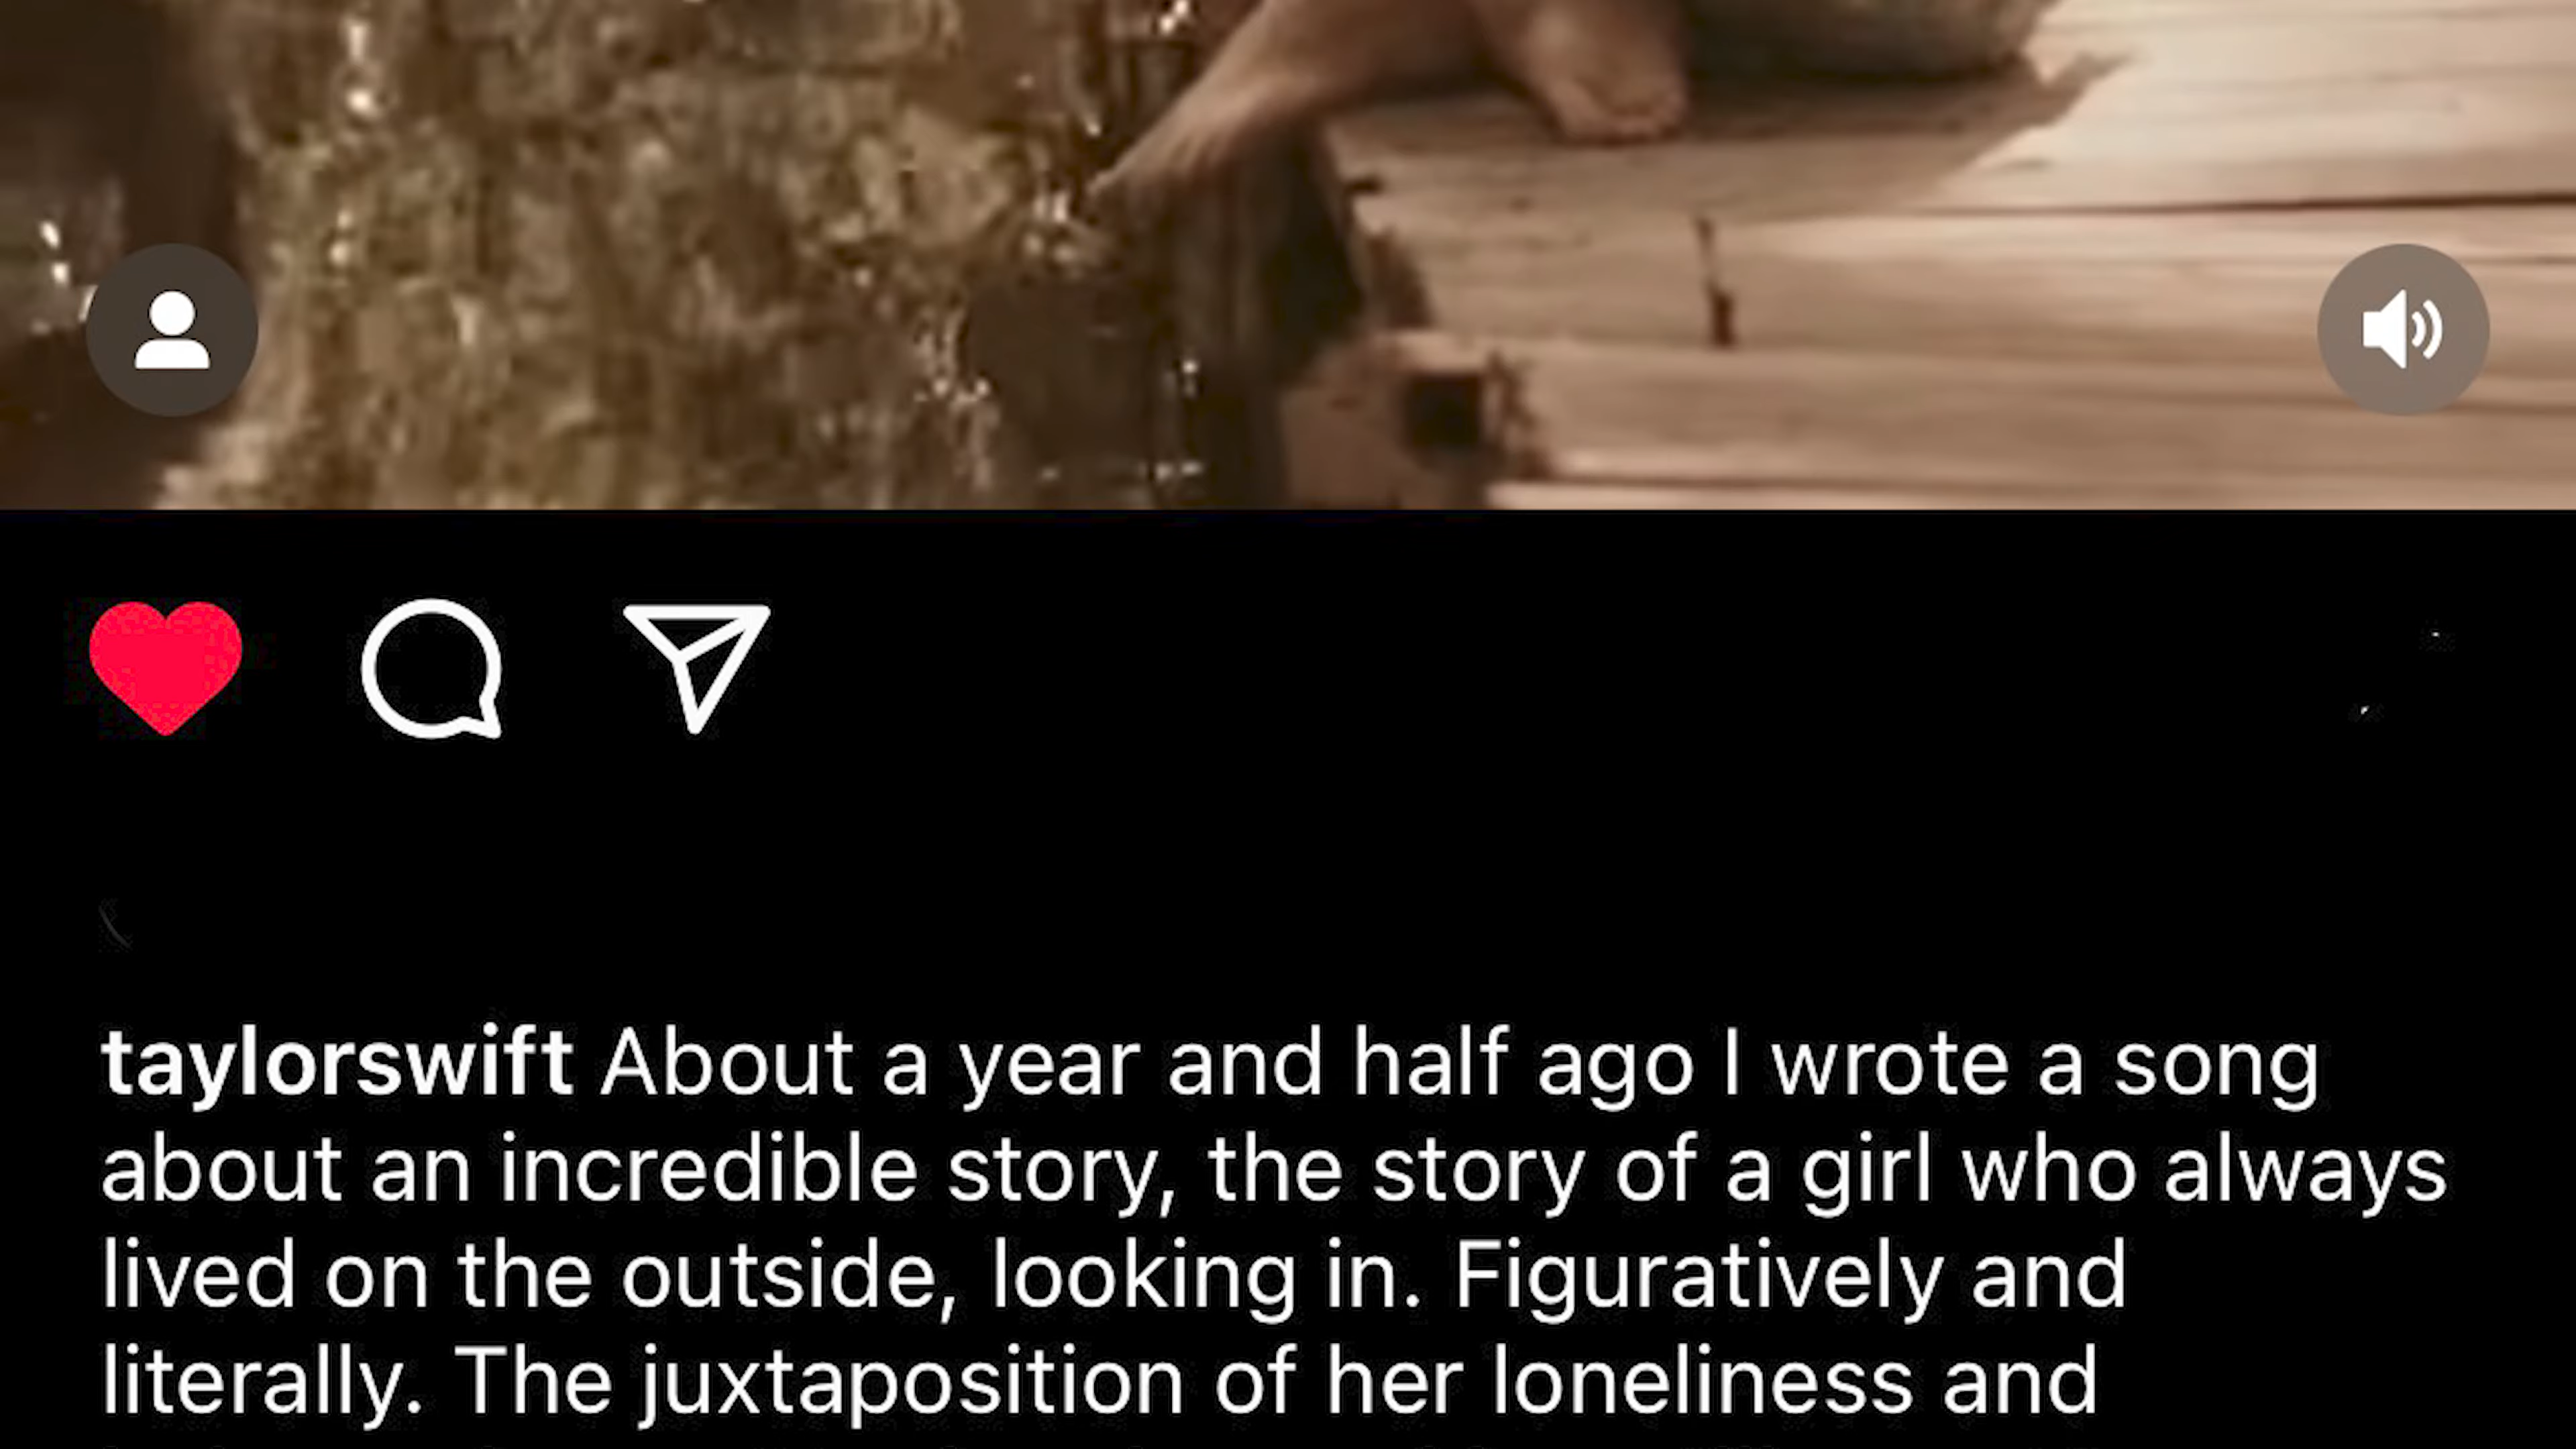 taylorswift About a year and half ago I wrote a song
about an incredible story, the story of a girl who always
lived on the outside, looking in. Figuratively and
literally. The juxtaposition of her loneliness and